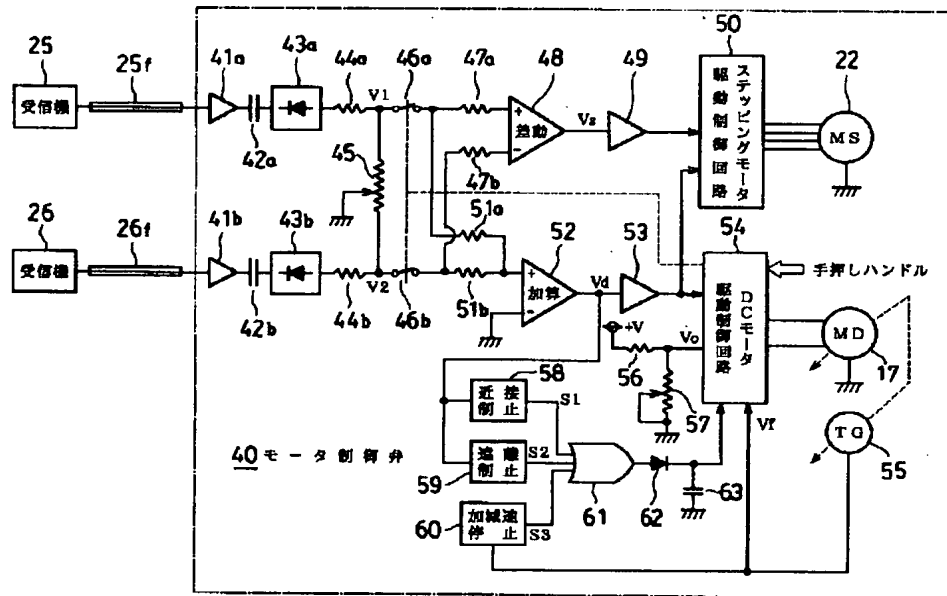 25
受信機
25f
41a
42a
43a
44a
V1
46a
47a
48
+
差動
-
Vs
49
50
ステッピングモータ
駆動制御回路
22
MS
45
47b
51a
26
受信機
26f
41b
42b
43b
44b
V2
46b
51b
52
+
加算
-
Vd
53
54
DCモータ
駆動制御回路
手押しハンドル
MD
17
+V
Vo
56
57
58
近接
制止
S1
59
遠離
制止
S2
60
加減速
停止
S3
61
62
63
Vf
TG
55
40 モータ制御弁